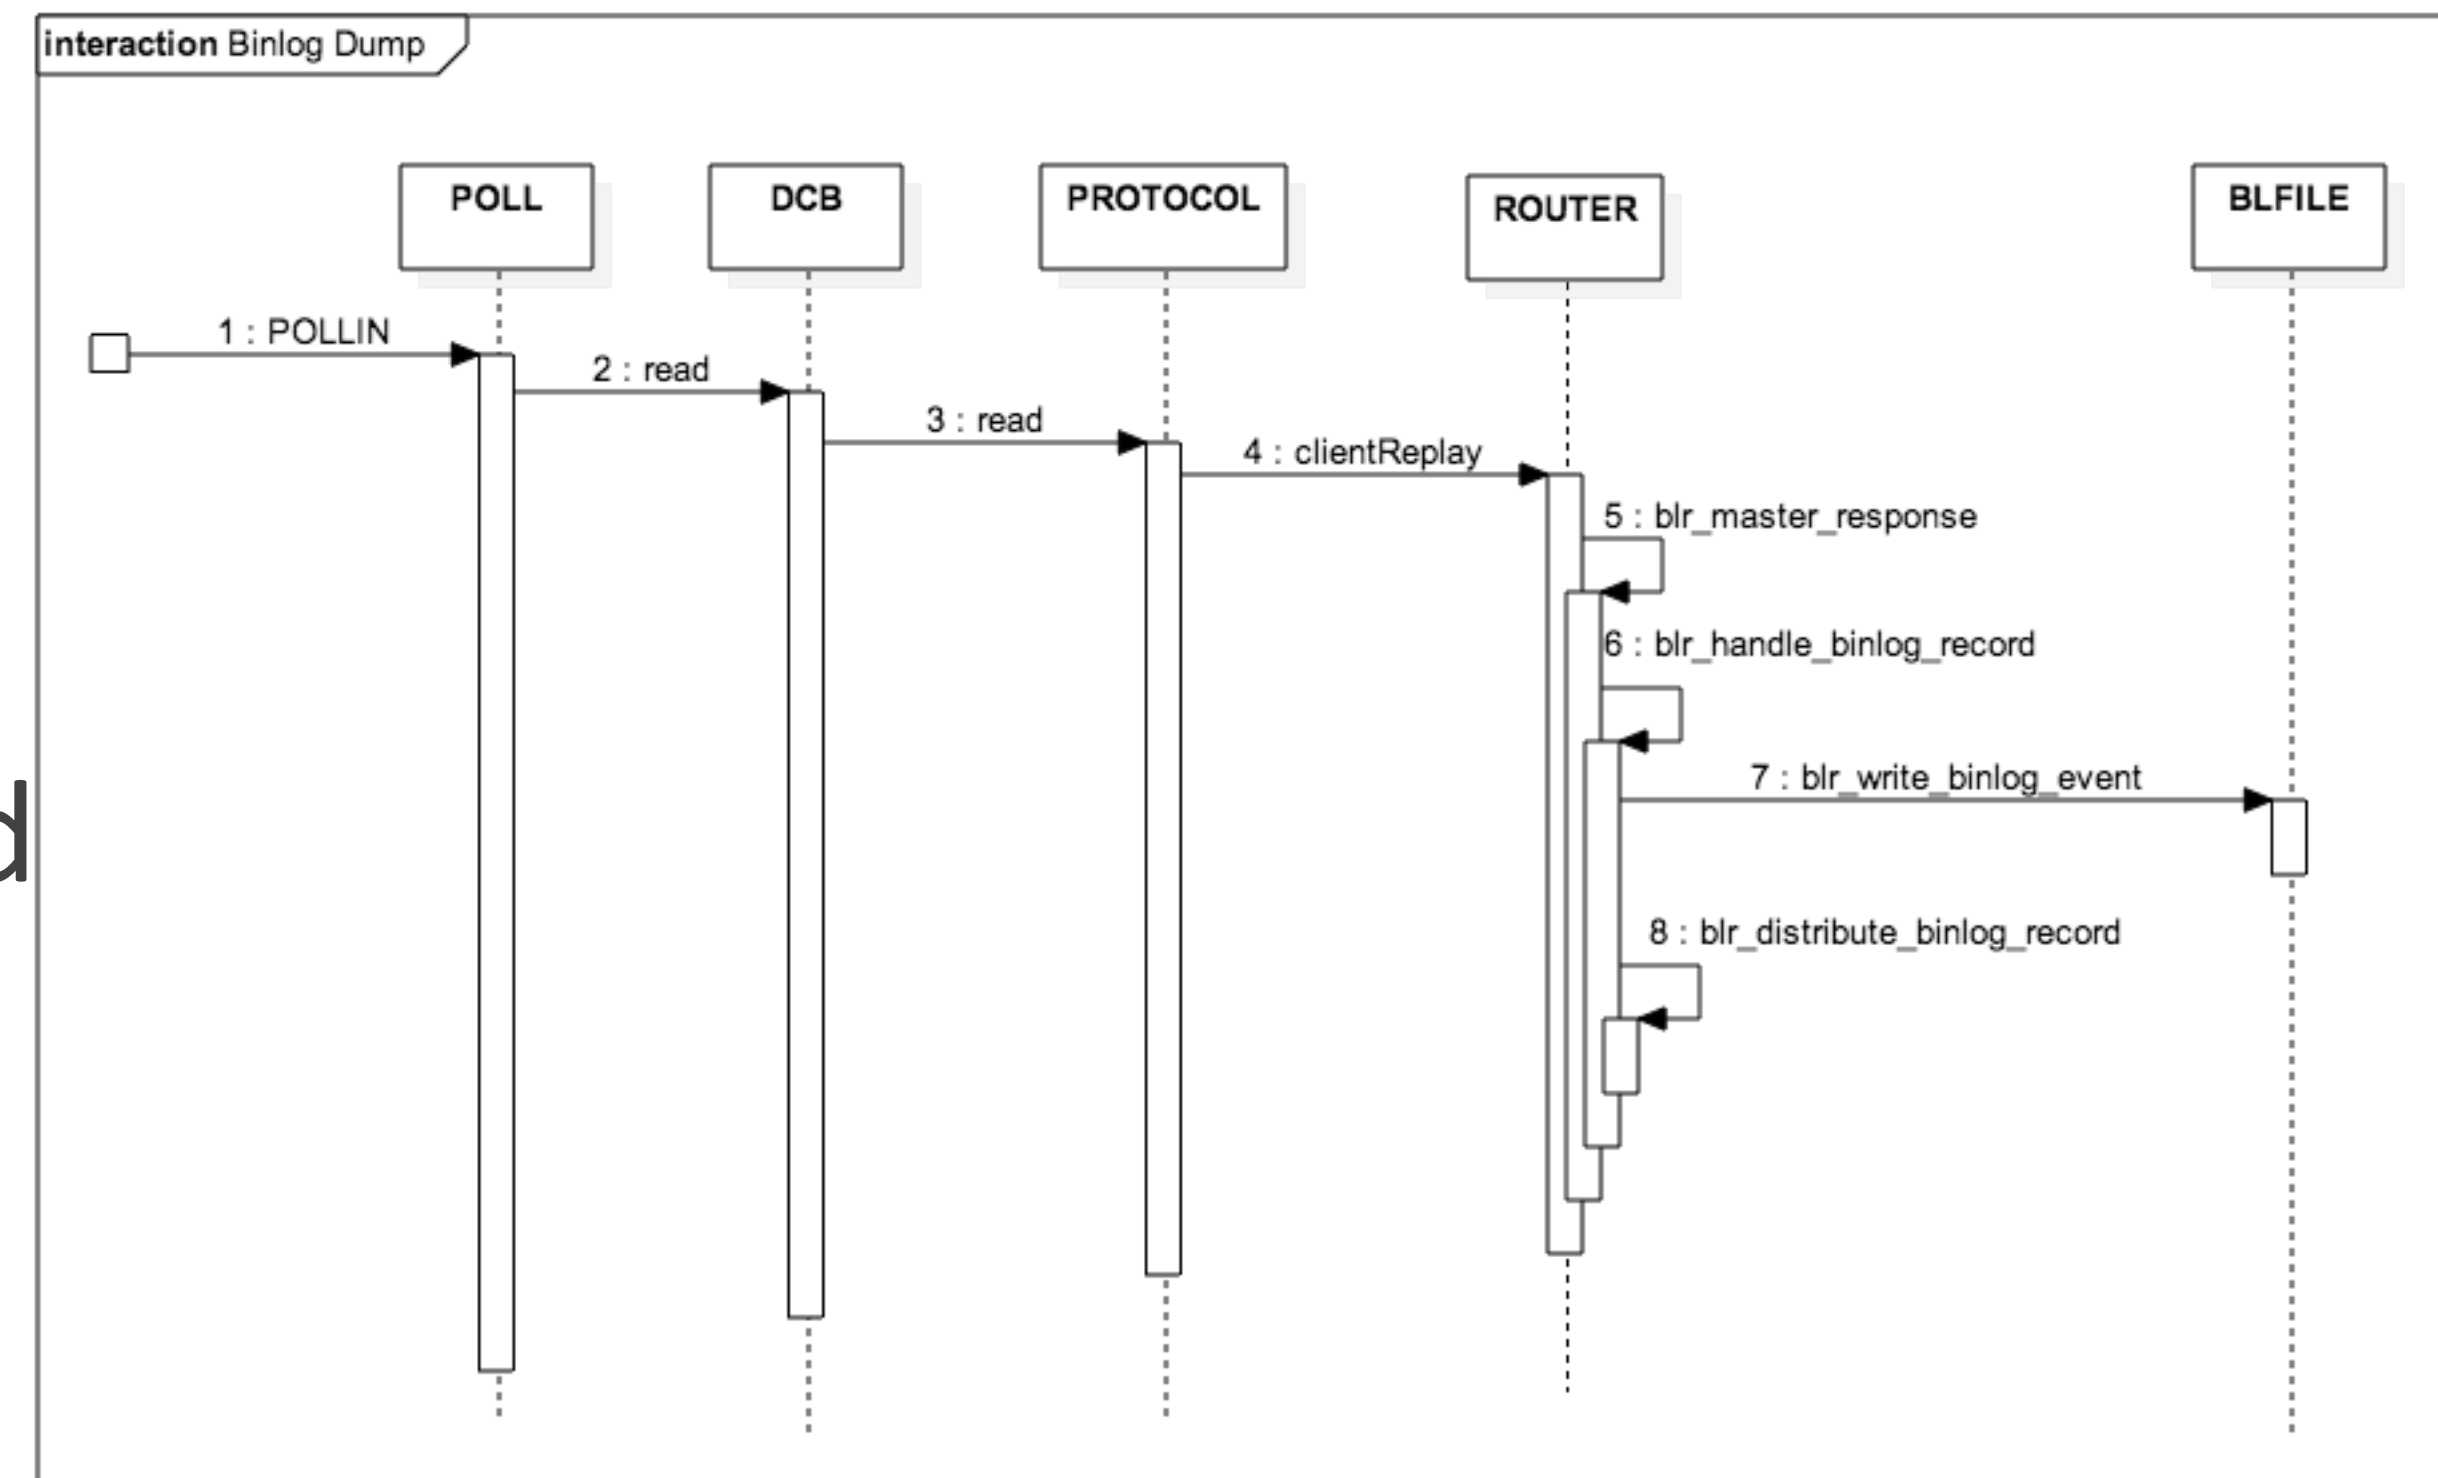 interaction Binlog Dump
POLL
DCB
PROTOCOL
ROUTER
BLFILE
1 : POLLIN
2 : read
3 : read
4 : clientReplay
5 : blr_master_response
6 : blr_handle_binlog_record
7 : blr_write_binlog_event
d
8 : blr_distribute_binlog_record